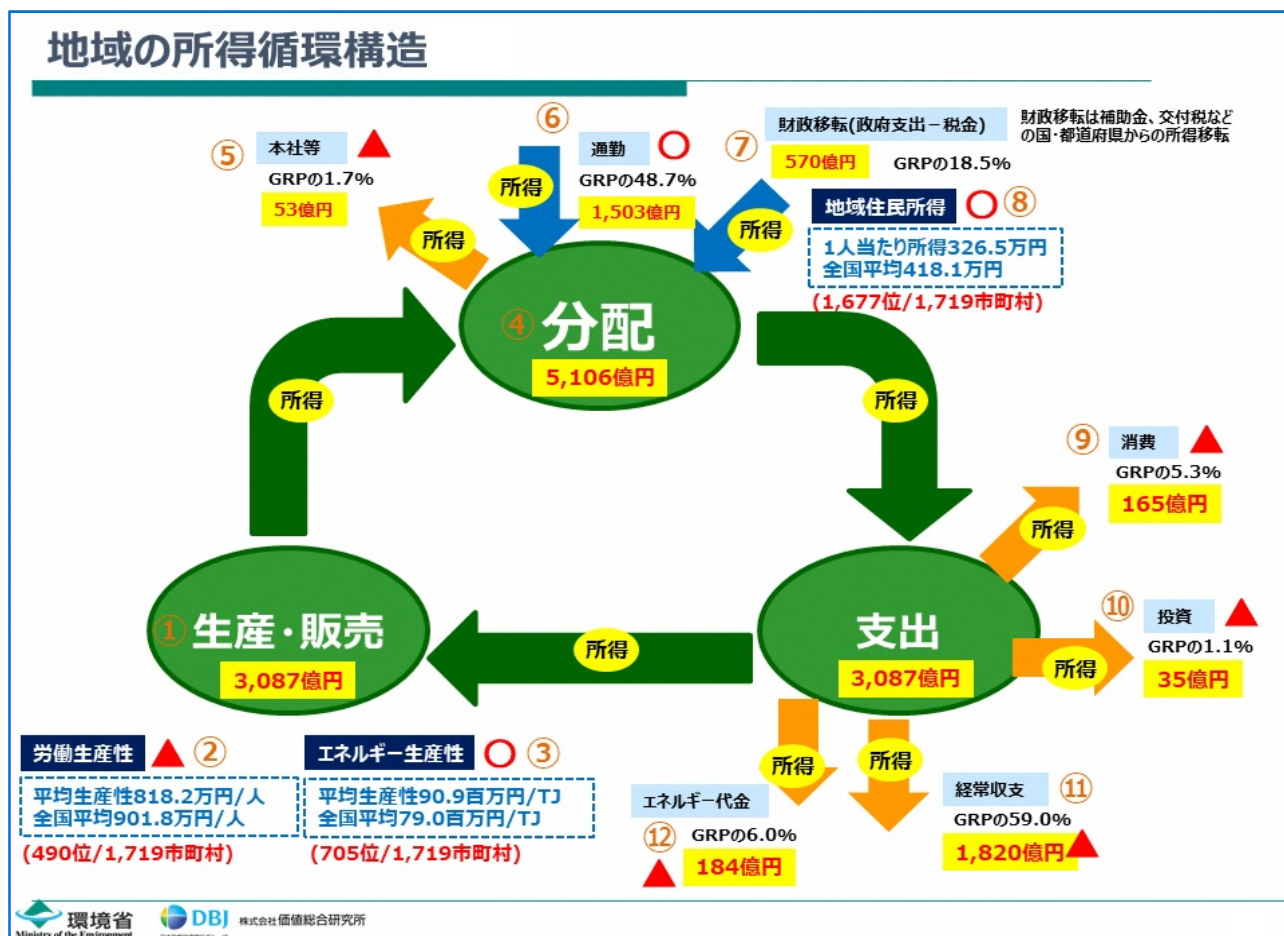 地域の所得循環構造
⑤
本社等
▲
GRPの1.7%
53億円
⑥
通勤
○
GRPの48.7%
1,503億円
⑦
財政移転(政府支出－税金)
570億円
GRPの18.5%
財政移転は補助金、交付税など
の国・都道府県からの所得移転
地域住民所得
○
⑧
1人当たり所得326.5万円
全国平均418.1万円
(1,677位/1,719市町村)
所得
所得
所得
④
分配
5,106億円
所得
所得
⑨
消費
▲
GRPの5.3%
165億円
所得
①
生産・販売
3,087億円
所得
支出
3,087億円
⑩
投資
▲
GRPの1.1%
35億円
所得
労働生産性
▲
②
平均生産性818.2万円/人
全国平均901.8万円/人
(490位/1,719市町村)
エネルギー生産性
○
③
平均生産性90.9百万円/TJ
全国平均79.0百万円/TJ
(705位/1,719市町村)
所得
所得
エネルギー代金
⑫
GRPの6.0%
▲
184億円
経常収支
⑪
GRPの59.0%
1,820億円
▲
環境省
Ministry of the Environment
DBJ
株式会社価値総合研究所